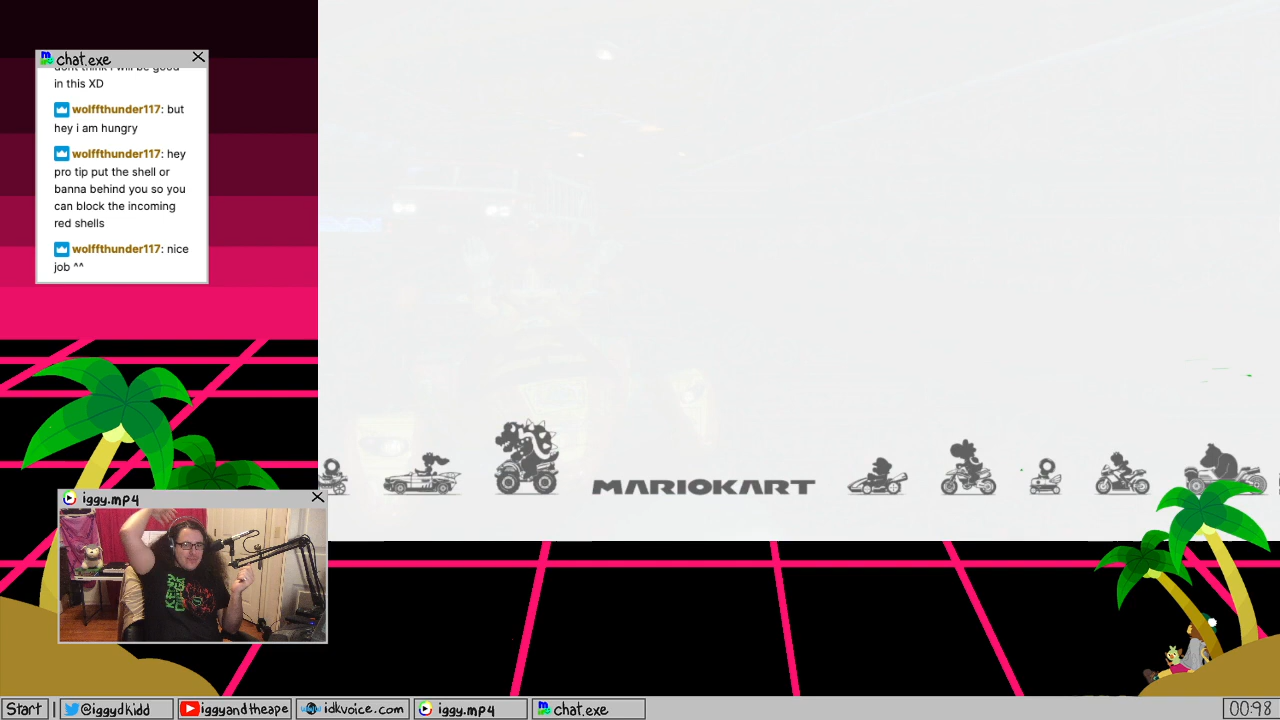 chat.exe
dont think i will be good
in this XD
wolffthunder117: but
hey i am hungry
wolffthunder117: hey
pro tip put the shell or
banna behind you so you
can block the incoming
red shells
wolffthunder117: nice
job ^^
MARIOKART
iggy.mp4
Start | @iggydkidd iggyandtheape www idkvoice.com iggy.mp4 chat.exe 00:98